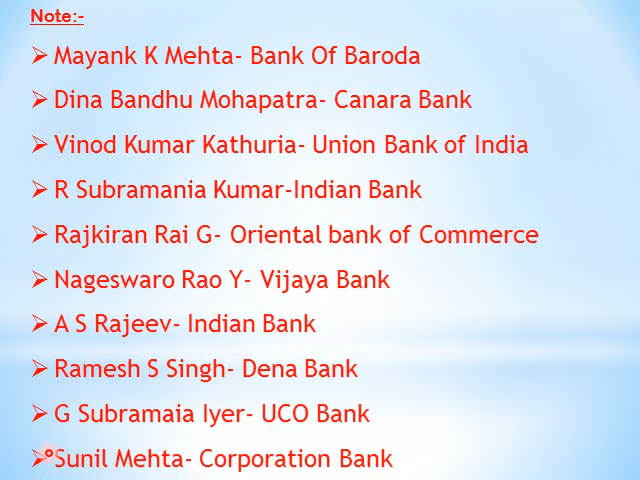 Note:-
Mayank K Mehta- Bank Of Baroda
Dina Bandhu Mohapatra- Canara Bank
Vinod Kumar Kathuria- Union Bank of India
R Subramania Kumar-Indian Bank
Rajkiran Rai G- Oriental bank of Commerce
Nageswaro Rao Y- Vijaya Bank
A S Rajeev- Indian Bank
Ramesh S Singh- Dena Bank
G Subramaia Iyer- UCO Bank
Sunil Mehta- Corporation Bank